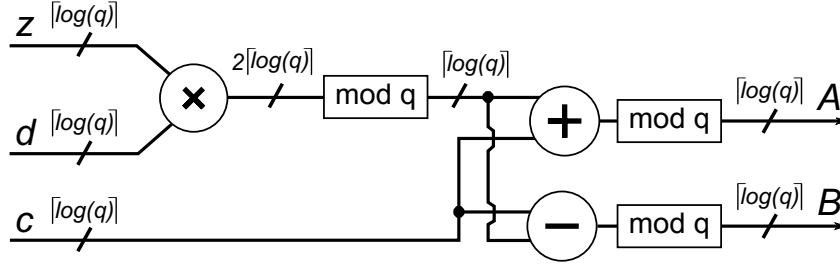 z ⌈log(q)⌉
d ⌈log(q)⌉
c ⌈log(q)⌉
×
2⌈log(q)⌉
mod q
⌈log(q)⌉
+
mod q
⌈log(q)⌉
A
−
mod q
⌈log(q)⌉
B